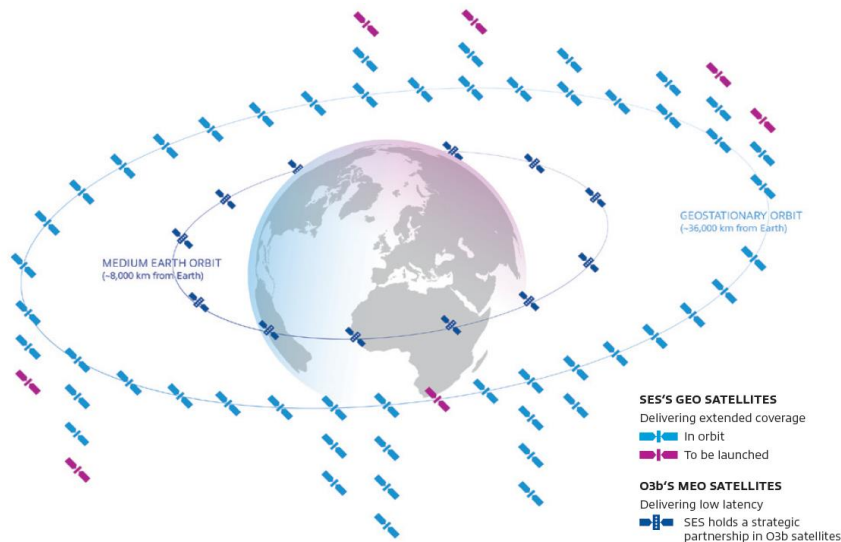 MEDIUM EARTH ORBIT
(~8,000 km from Earth)
GEOSTATIONARY ORBIT
(~36,000 km from Earth)
SES'S GEO SATELLITES
Delivering extended coverage
In orbit
To be launched
O3b'S MEO SATELLITES
Delivering low latency
SES holds a strategic
partnership in O3b satellites